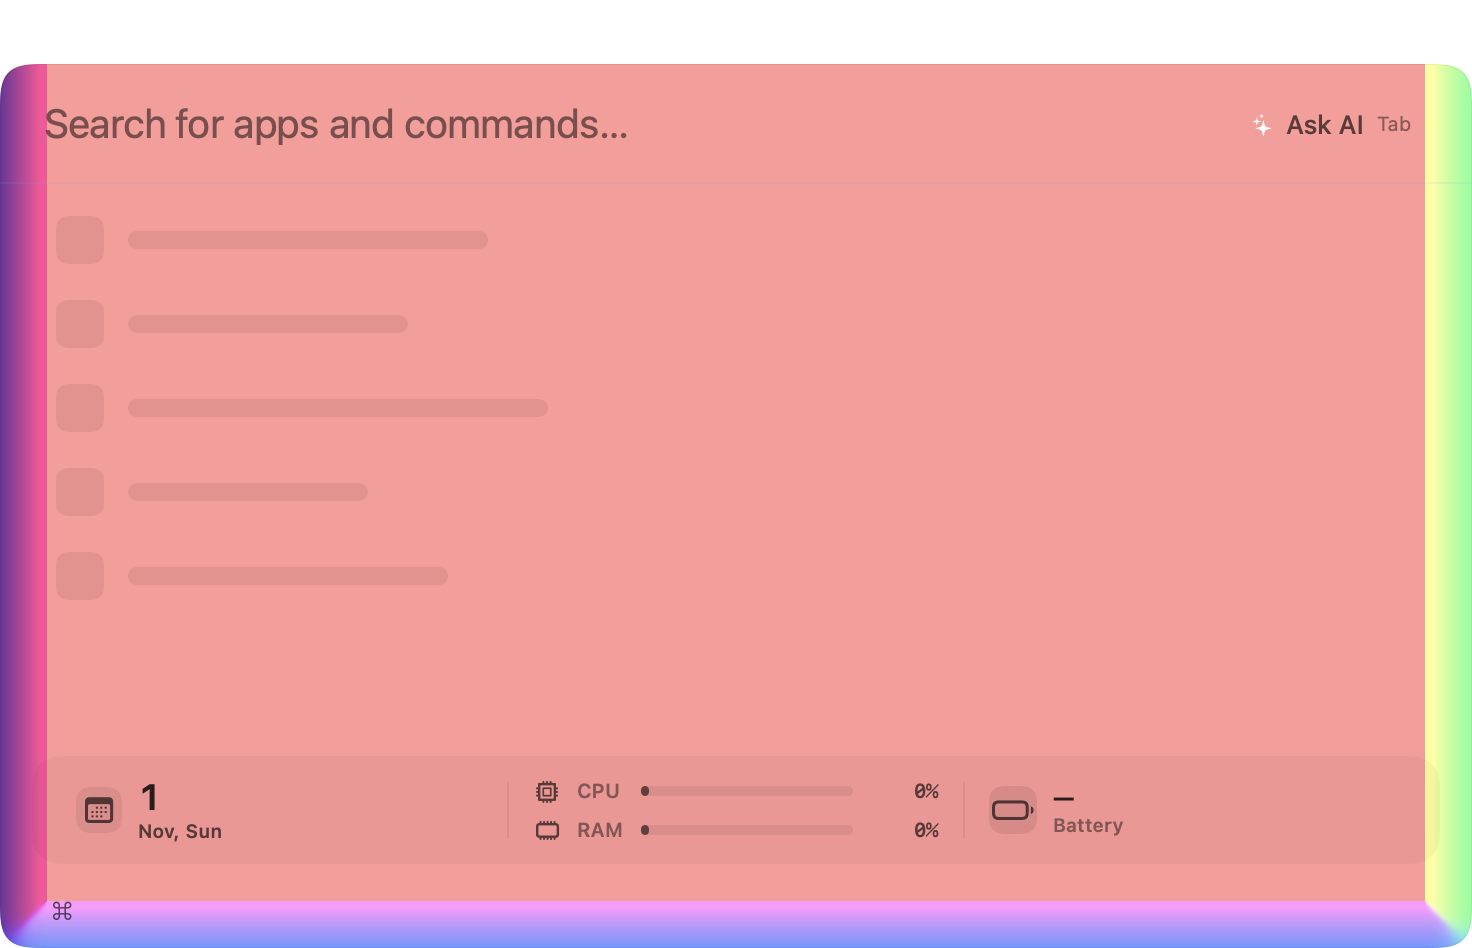 Search for apps and commands...
Ask AI Tab
1
Nov, Sun
CPU 0%
RAM 0%
–
Battery
⌘